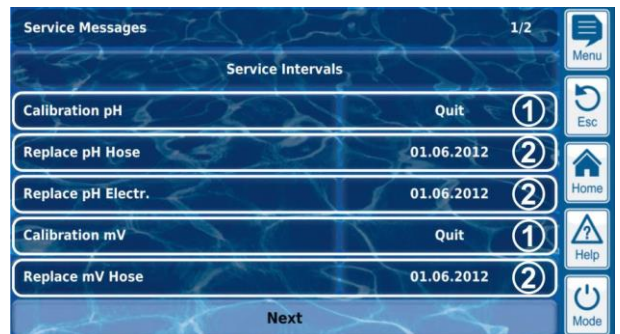 Service Messages 1/2
Service Intervals
Calibration pH Quit 1
Replace pH Hose 01.06.2012 2
Replace pH Electr. 01.06.2012 2
Calibration mV Quit 1
Replace mV Hose 01.06.2012 2
Next
Menu
Esc
Home
? Help
Mode